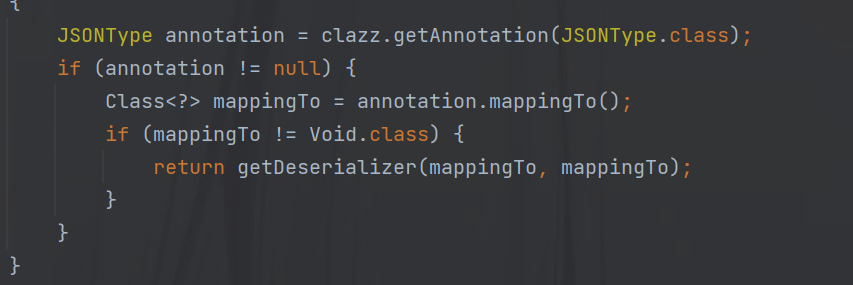 {
JSONType annotation = clazz.getAnnotation(JSONType.class);
if (annotation != null) {
Class<?> mappingTo = annotation.mappingTo();
if (mappingTo != Void.class) {
return getDeserializer(mappingTo, mappingTo);
}
}
}